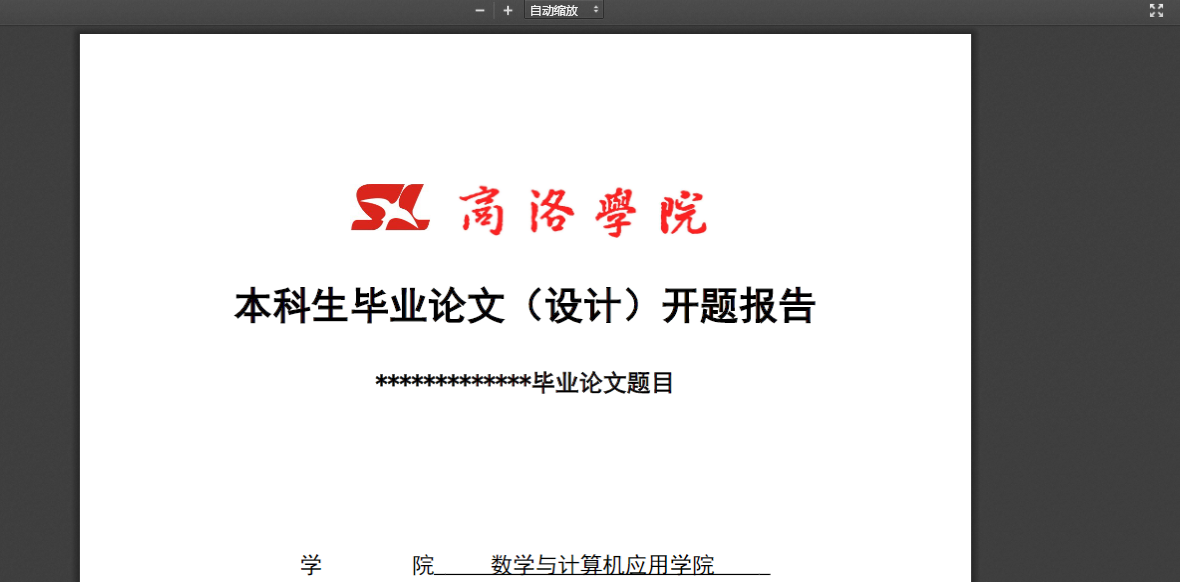 自动缩放
商洛學院
本科生毕业论文（设计）开题报告
*************毕业论文题目
学 院 数学与计算机应用学院